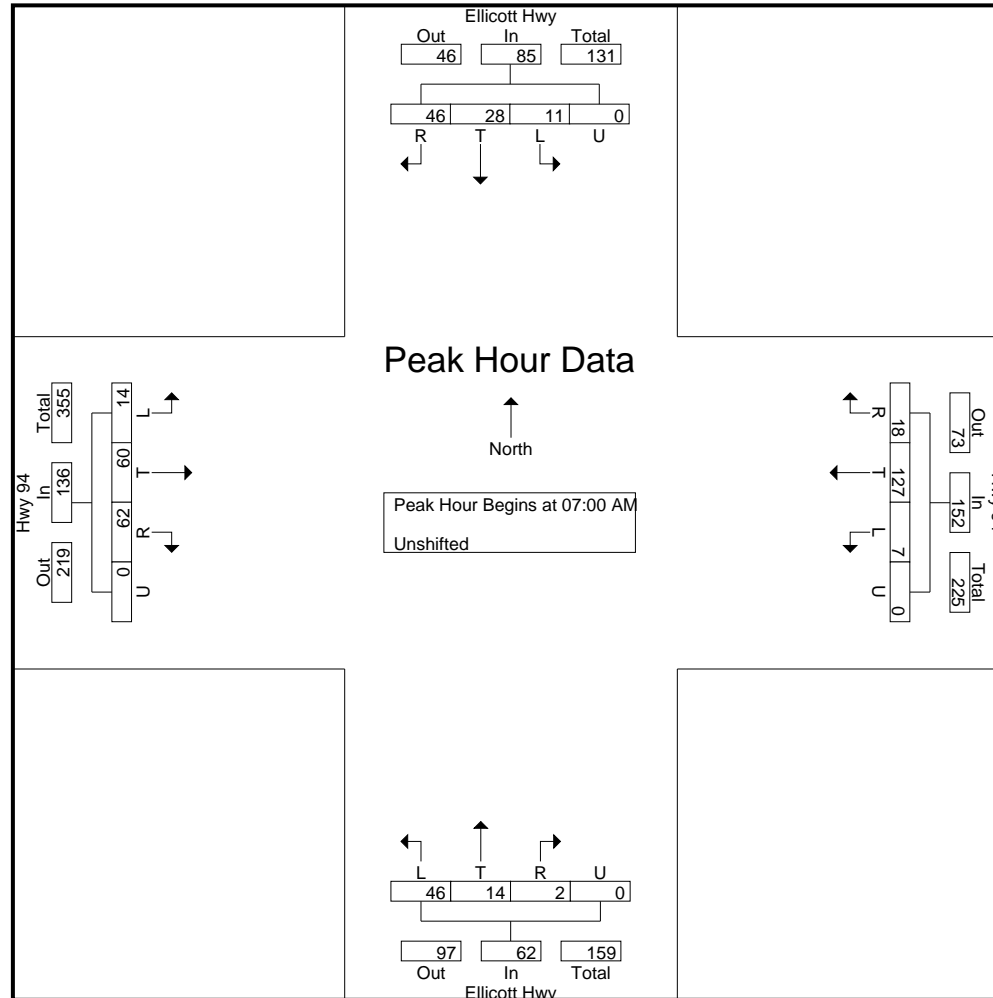 Ellicott Hwy
Out In Total
46 85 131
46 28 11 0
R T L U
Peak Hour Data
North
Peak Hour Begins at 07:00 AM
Unshifted
Hwy 94
Total In Out
355 136 219
14 60 62 0
L T R U
Out In Total
73 152 225
18 127 7 0
R T L U
L T R U
46 14 2 0
97 62 159
Out In Total
Ellicott Hwy